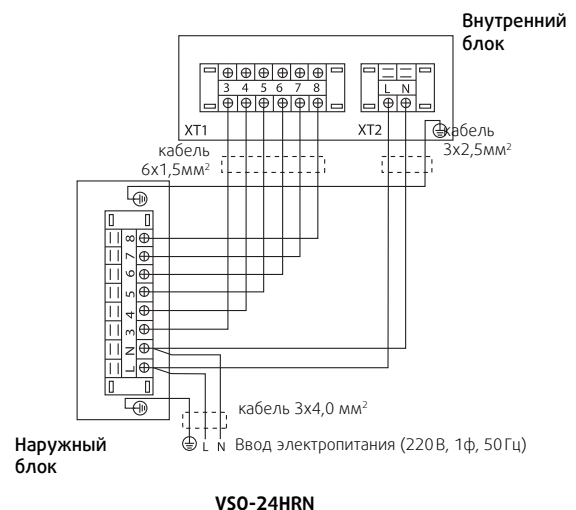 Внутренний
блок
3 4 5 6 7 8
L N
XT1
XT2
кабель
3х2,5мм²
кабель
6х1,5мм²
8
7
6
5
4
3
N
L
кабель 3х4,0 мм²
L N Ввод электропитания (220 В, 1ф, 50 Гц)
Наружный
блок
VSO-24HRN